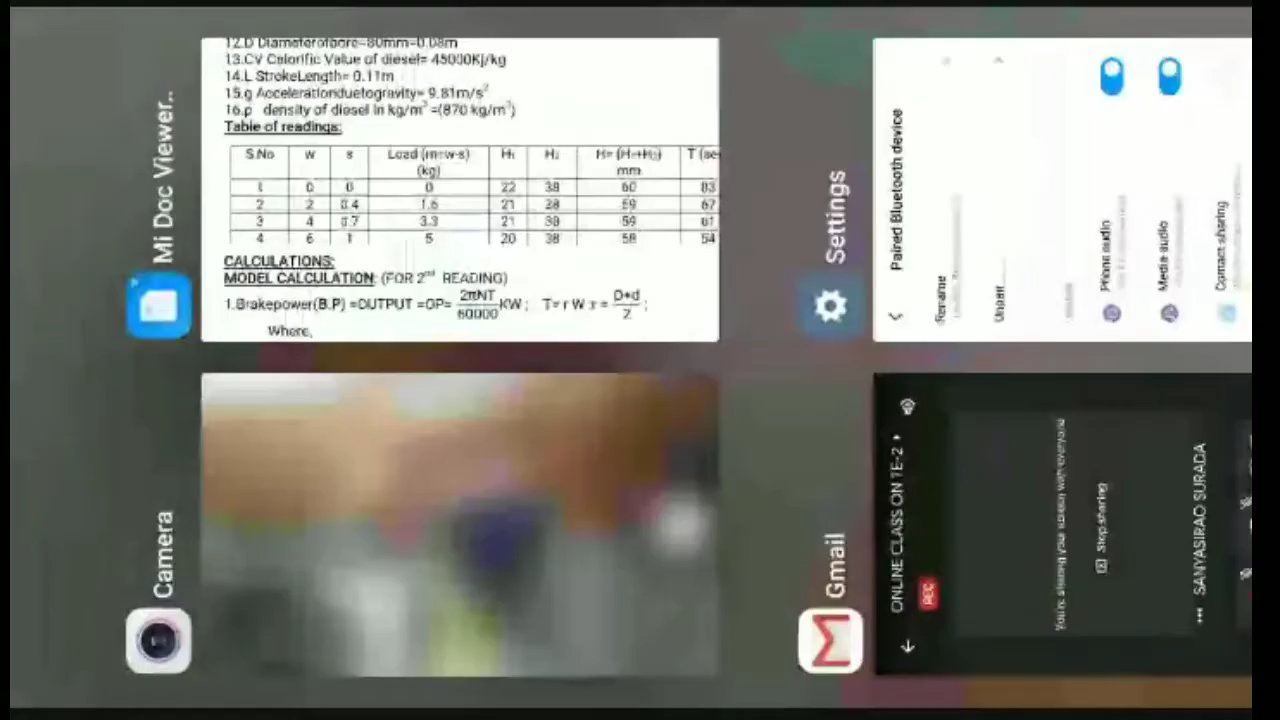 Mi Doc Viewer..
12.D Diameterofbore=80mm=0.08m
13.CV Calorific Value of diesel= 45000Kj/kg
14.L StrokeLength= 0.11m
15.g Accelerationduetogravity= 9.81m/s²
16.ρ density of diesel in kg/m³ =(870 kg/m³)
Table of readings:
S.No w s Load (m=w-s) (kg) H₁ H₂ H= (H₁+H₂) mm T (se
1 0 0 0 22 38 60 83
2 2 0.4 1.6 21 38 59 67
3 4 0.7 3.3 21 38 59 61
4 6 1 5 20 38 58 54
CALCULATIONS:
MODEL CALCULATION: (FOR 2ⁿᵈ READING)
1.Brakepower(B.P) =OUTPUT =OP= 2πNT/60000 KW ; T= r W r = D+d/2 ;
Where,
Settings
Paired Bluetooth device
Rename
Unpair
Phone audio
Media audio
Contact sharing
Camera
Gmail
ONLINE CLASS ON TE-2
REC
You're sharing your screen with everyone
Stop sharing
SANYASIRAO SURADA